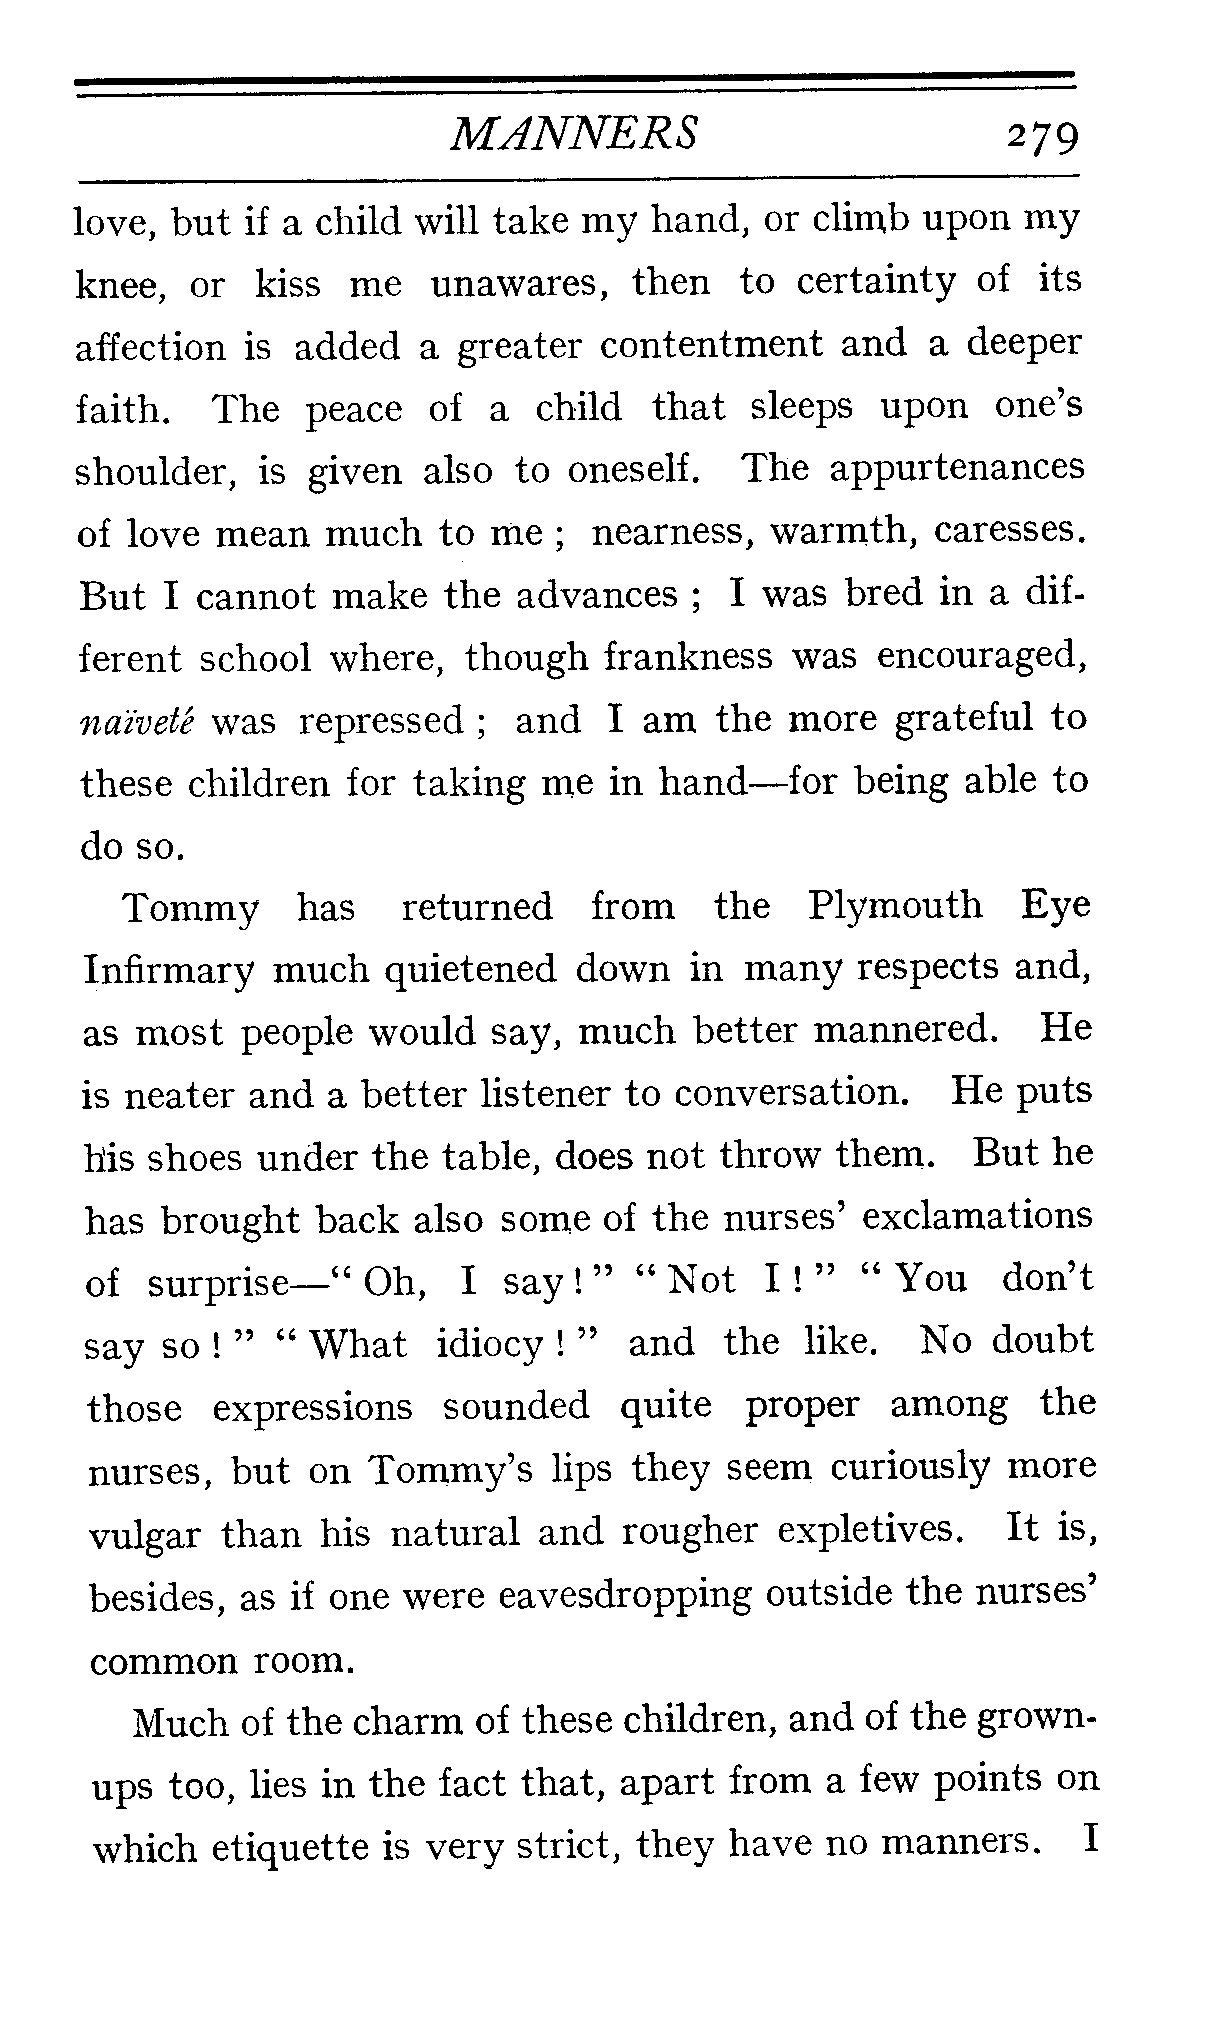 MANNERS 279
love, but if a child will take my hand, or climb upon my
knee, or kiss me unawares, then to certainty of its
affection is added a greater contentment and a deeper
faith. The peace of a child that sleeps upon one's
shoulder, is given also to oneself. The appurtenances
of love mean much to me ; nearness, warmth, caresses.
But I cannot make the advances ; I was bred in a dif-
ferent school where, though frankness was encouraged,
naïveté was repressed ; and I am the more grateful to
these children for taking me in hand—for being able to
do so.
Tommy has returned from the Plymouth Eye
Infirmary much quietened down in many respects and,
as most people would say, much better mannered. He
is neater and a better listener to conversation. He puts
his shoes under the table, does not throw them. But he
has brought back also some of the nurses' exclamations
of surprise—“ Oh, I say ! ” “ Not I ! ” “ You don't
say so ! ” “ What idiocy ! ” and the like. No doubt
those expressions sounded quite proper among the
nurses, but on Tommy's lips they seem curiously more
vulgar than his natural and rougher expletives. It is,
besides, as if one were eavesdropping outside the nurses'
common room.
Much of the charm of these children, and of the grown-
ups too, lies in the fact that, apart from a few points on
which etiquette is very strict, they have no manners. I